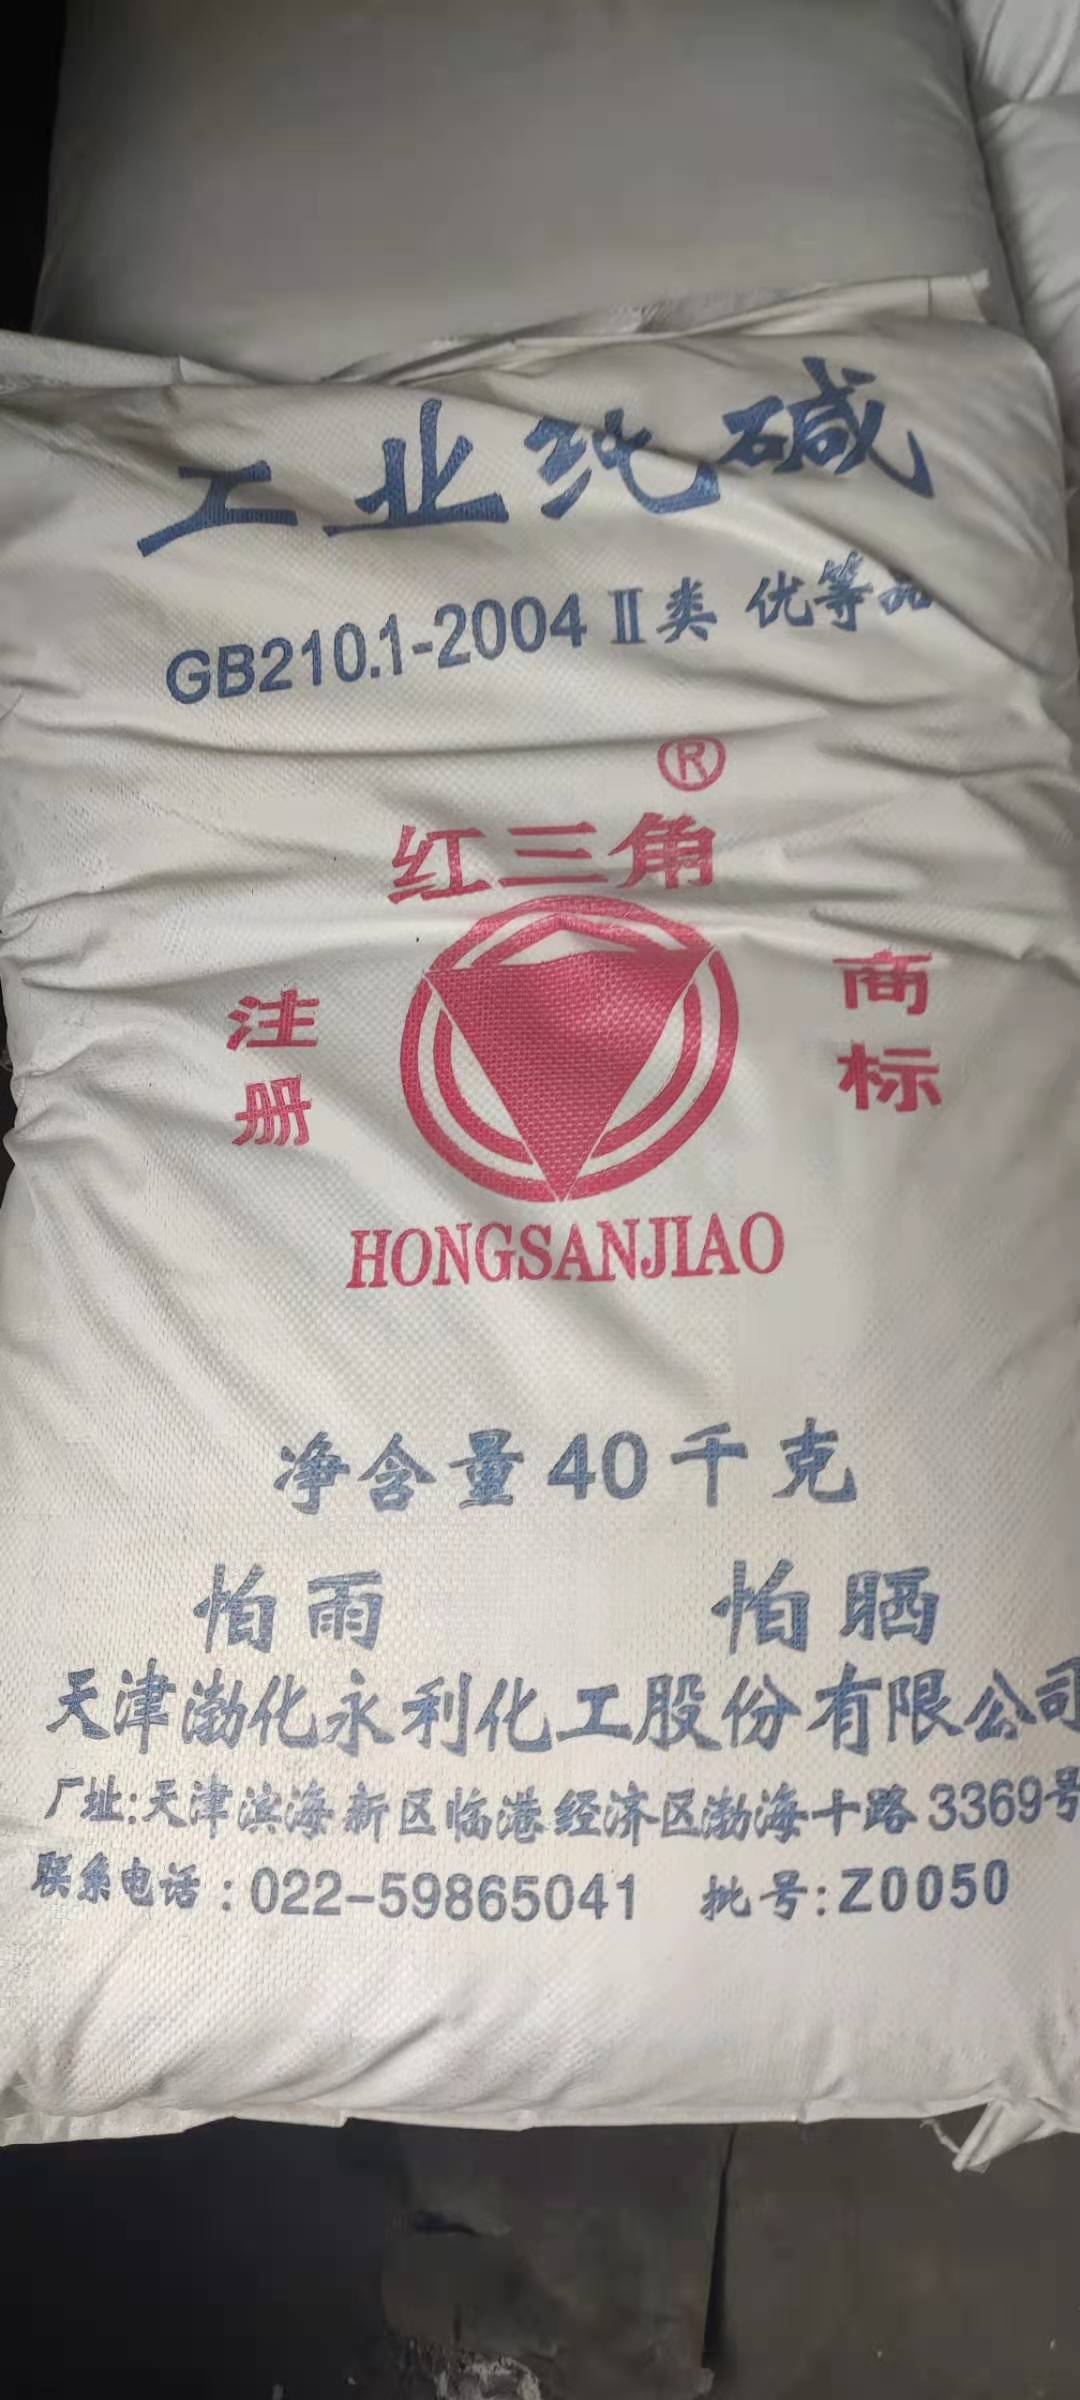 工业纯碱
GB210.1-2004 Ⅱ类 优等品
®
红三角
注册
商标
HONGSANJIAO
净含量40千克
怕雨 怕晒
天津渤化永利化工股份有限公司
厂址:天津滨海新区临港经济区渤海十路3369号
联系电话:022-59865041 批号:Z0050